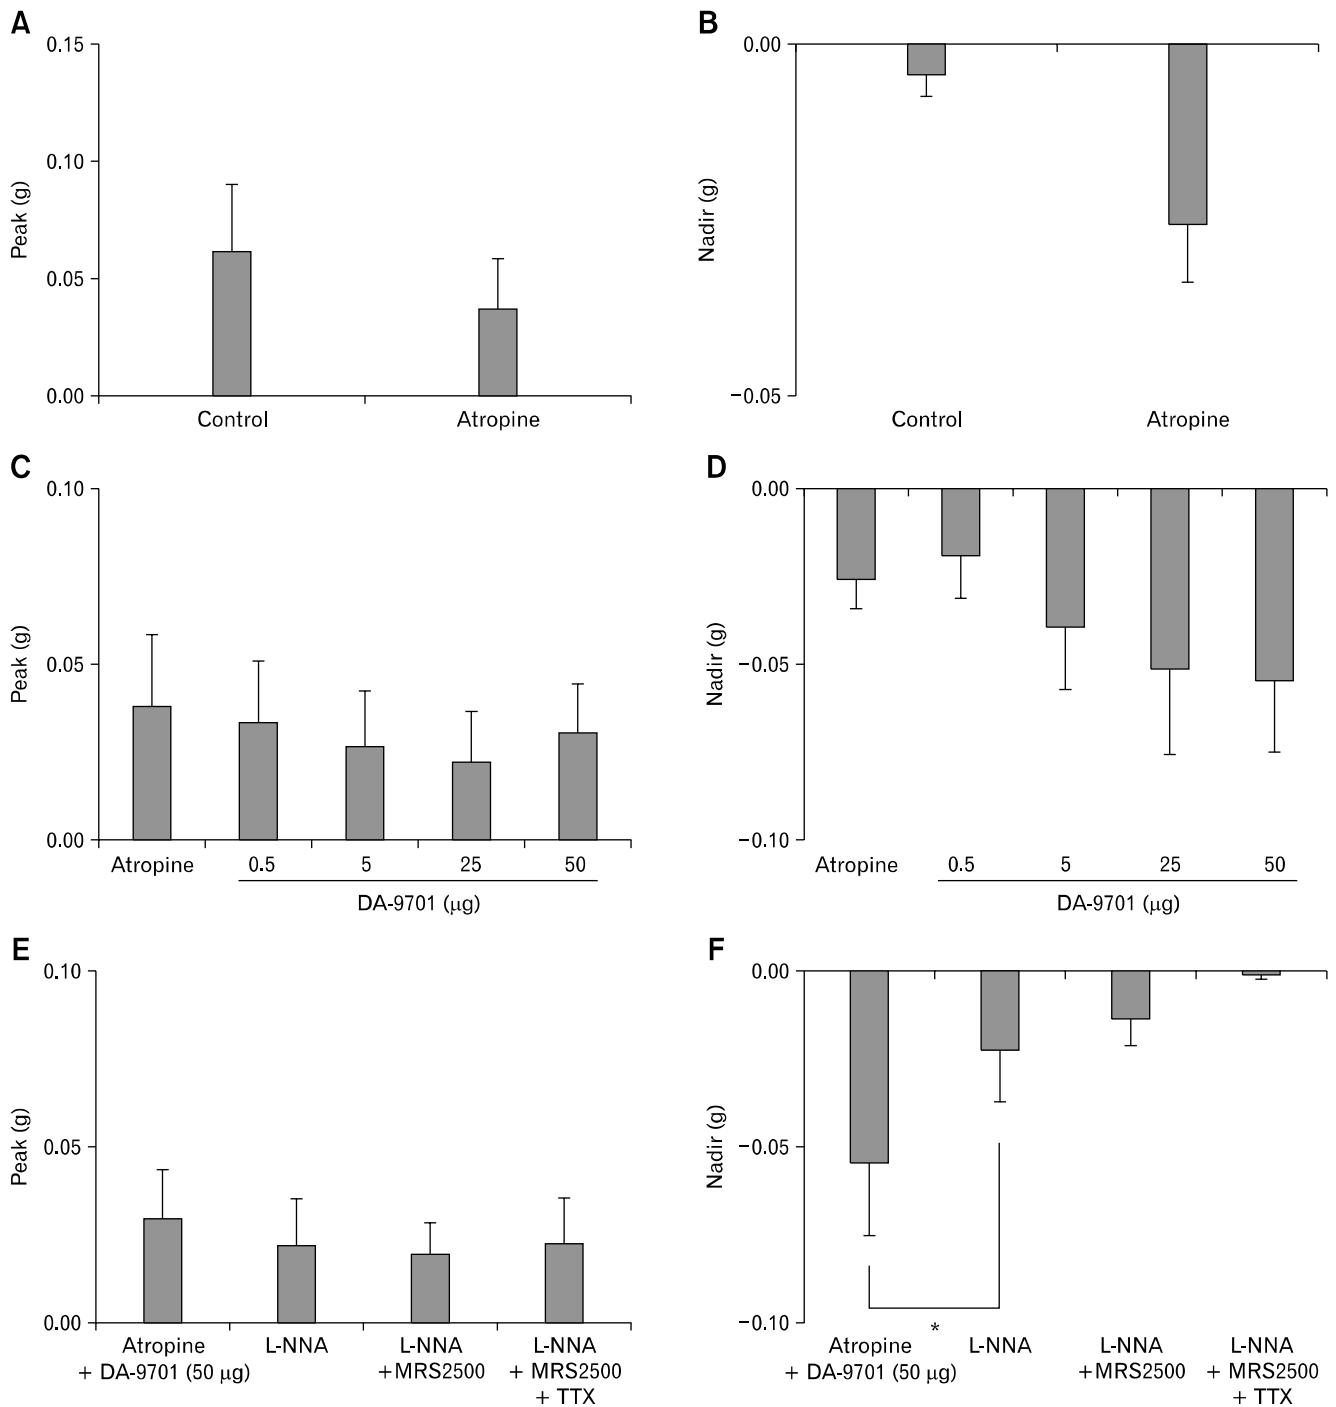 A
0.15
0.10
0.05
0.00
Peak (g)
Control
Atropine
B
0.00
−0.05
Nadir (g)
Control
Atropine
C
0.10
0.05
0.00
Peak (g)
Atropine
0.5
5
25
50
DA-9701 (μg)
D
0.00
−0.05
−0.10
Nadir (g)
Atropine
0.5
5
25
50
DA-9701 (μg)
E
0.10
0.05
0.00
Peak (g)
Atropine
+ DA-9701 (50 μg)
L-NNA
L-NNA
+MRS2500
L-NNA
+ MRS2500
+ TTX
F
0.00
−0.05
−0.10
Nadir (g)
*
Atropine
+ DA-9701 (50 μg)
L-NNA
L-NNA
+MRS2500
L-NNA
+ MRS2500
+ TTX